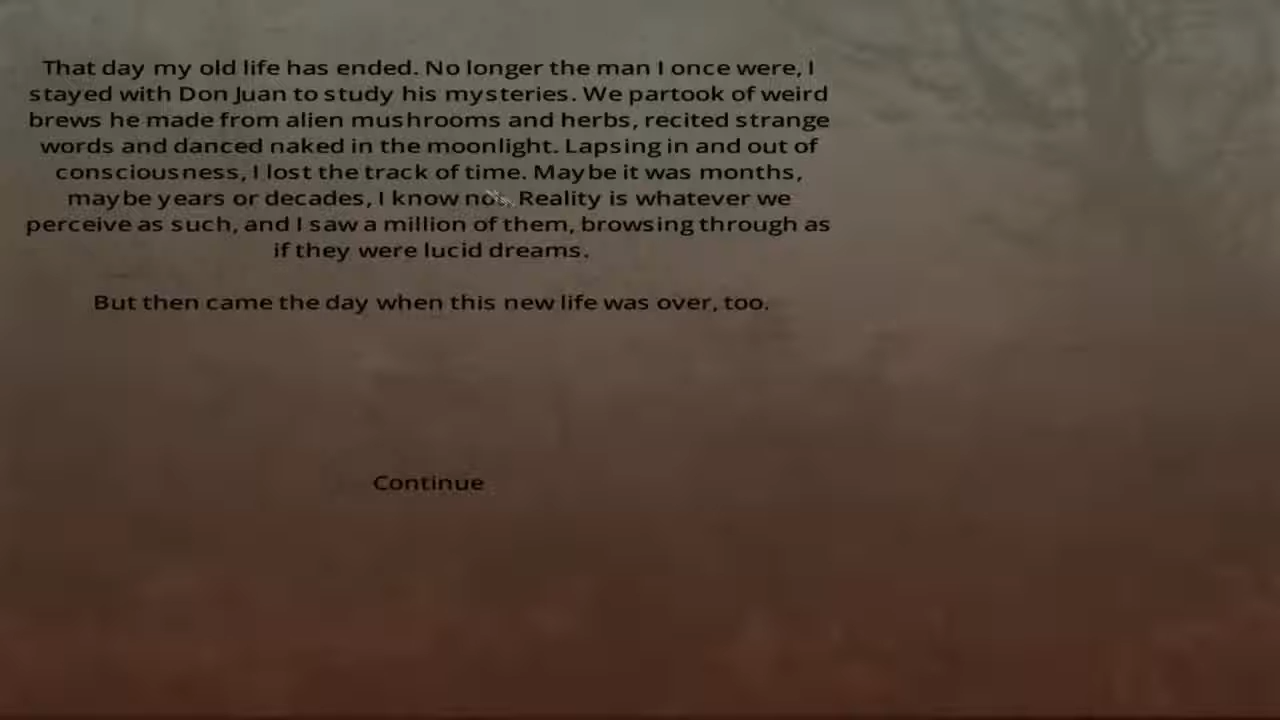 That day my old life has ended. No longer the man I once were, I
stayed with Don Juan to study his mysteries. We partook of weird
brews he made from alien mushrooms and herbs, recited strange
words and danced naked in the moonlight. Lapsing in and out of
consciousness, I lost the track of time. Maybe it was months,
maybe years or decades, I know not. Reality is whatever we
perceive as such, and I saw a million of them, browsing through as
if they were lucid dreams.
But then came the day when this new life was over, too.
Continue